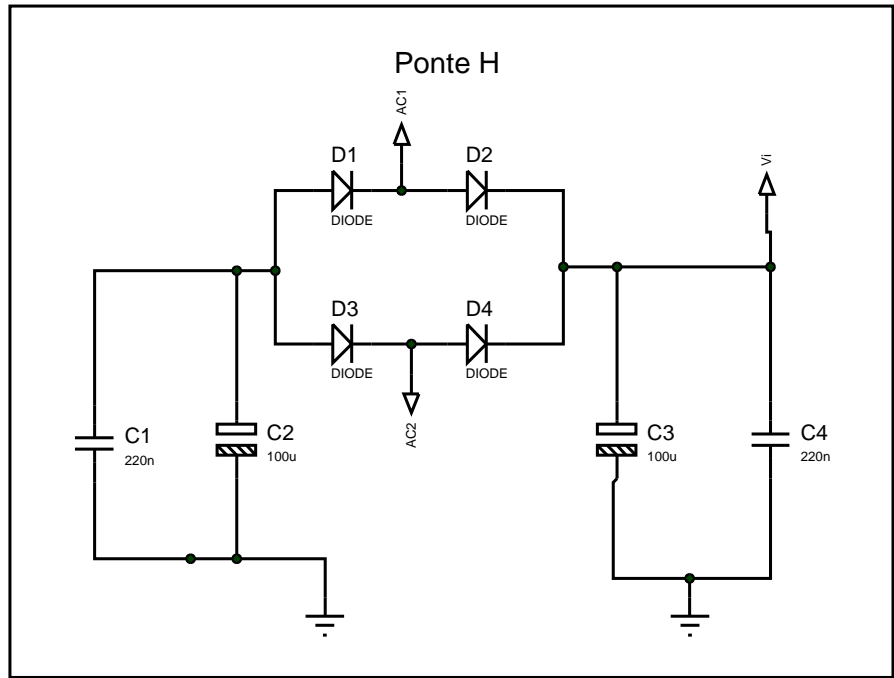 Ponte H
AC1
D1
DIODE
D2
DIODE
Vi
D3
DIODE
D4
DIODE
AC2
C1
220n
C2
100u
C3
100u
C4
220n